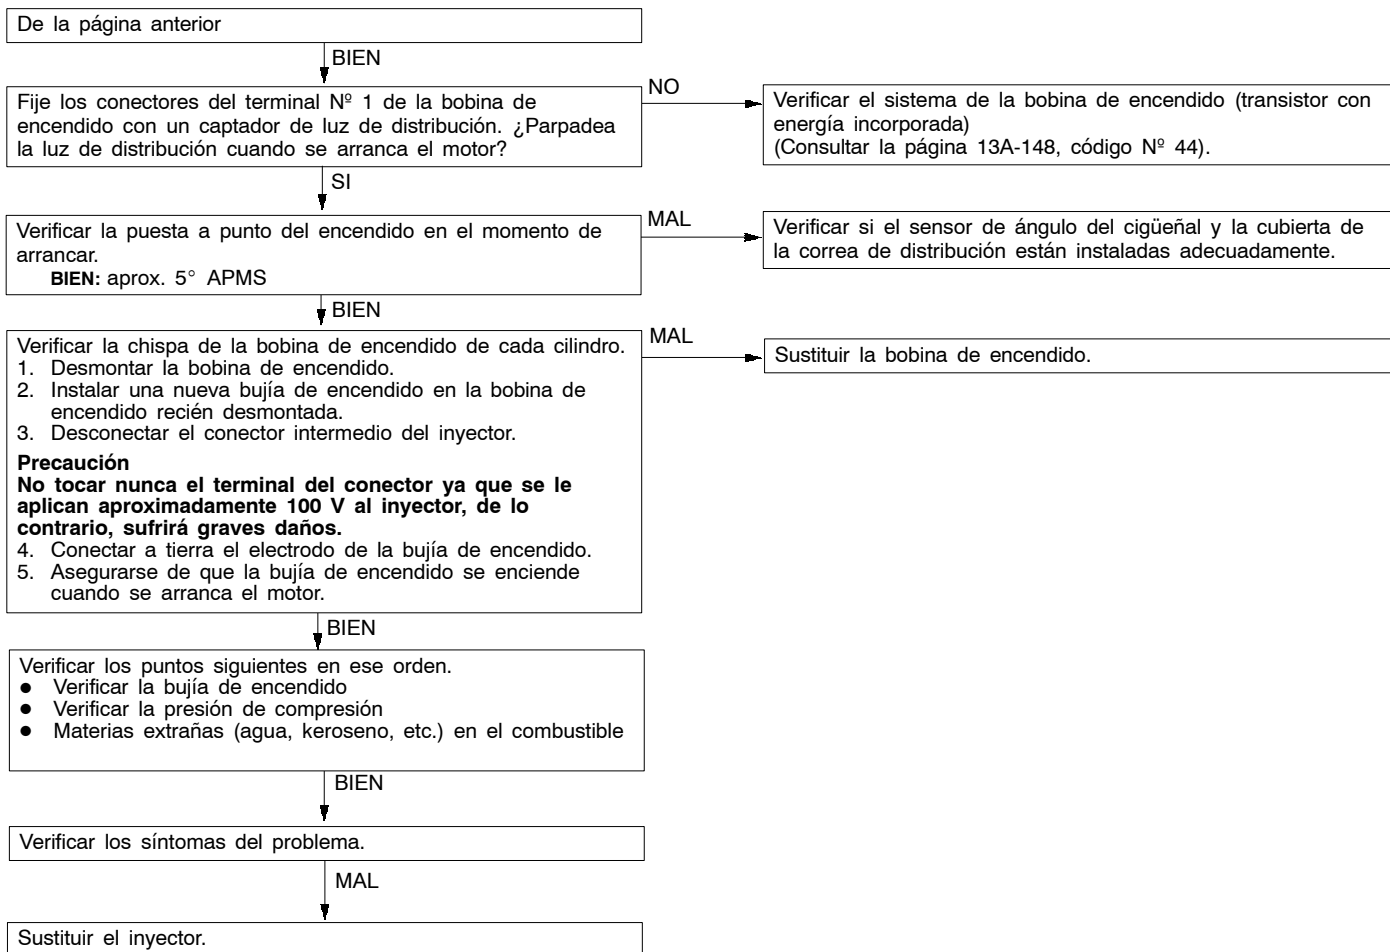 De la página anterior
BIEN
Fije los conectores del terminal Nº 1 de la bobina de
encendido con un captador de luz de distribución. ¿Parpadea
la luz de distribución cuando se arranca el motor?
NO
Verificar el sistema de la bobina de encendido (transistor con
energía incorporada)
(Consultar la página 13A-148, código Nº 44).
SI
Verificar la puesta a punto del encendido en el momento de
arrancar.
BIEN: aprox. 5° APMS
MAL
Verificar si el sensor de ángulo del cigüeñal y la cubierta de
la correa de distribución están instaladas adecuadamente.
BIEN
Verificar la chispa de la bobina de encendido de cada cilindro.
1. Desmontar la bobina de encendido.
2. Instalar una nueva bujía de encendido en la bobina de
encendido recién desmontada.
3. Desconectar el conector intermedio del inyector.
Precaución
No tocar nunca el terminal del conector ya que se le
aplican aproximadamente 100 V al inyector, de lo
contrario, sufrirá graves daños.
4. Conectar a tierra el electrodo de la bujía de encendido.
5. Asegurarse de que la bujía de encendido se enciende
cuando se arranca el motor.
MAL
Sustituir la bobina de encendido.
BIEN
Verificar los puntos siguientes en ese orden.
● Verificar la bujía de encendido
● Verificar la presión de compresión
● Materias extrañas (agua, keroseno, etc.) en el combustible
BIEN
Verificar los síntomas del problema.
MAL
Sustituir el inyector.